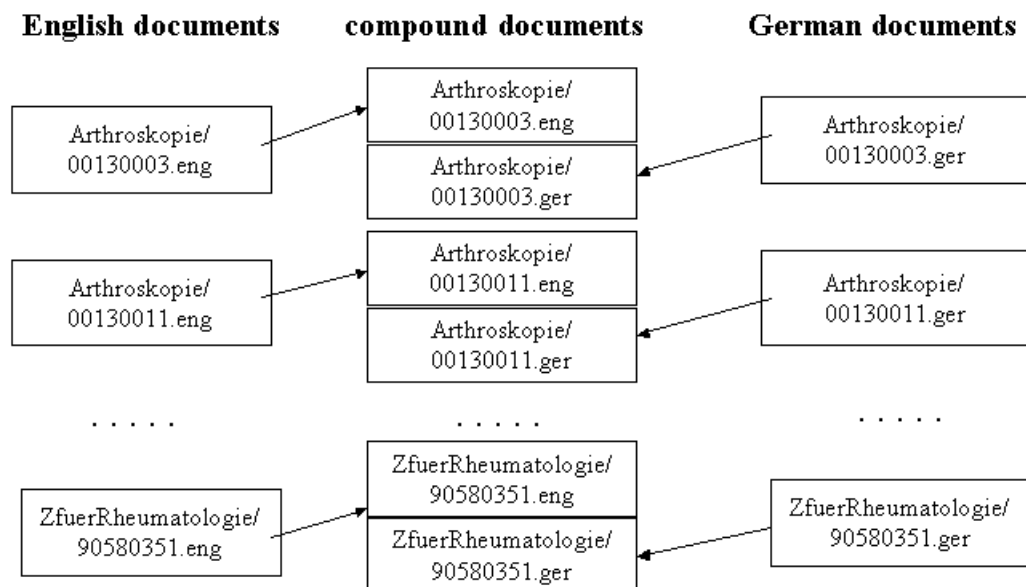 English documents
compound documents
German documents
Arthroskopie/
00130003.eng
Arthroskopie/
00130003.eng
Arthroskopie/
00130003.ger
Arthroskopie/
00130003.ger
Arthroskopie/
00130011.eng
Arthroskopie/
00130011.eng
Arthroskopie/
00130011.ger
Arthroskopie/
00130011.ger
. . . . .
. . . . .
. . . . .
ZfuerRheumatologie/
90580351.eng
ZfuerRheumatologie/
90580351.eng
ZfuerRheumatologie/
90580351.ger
ZfuerRheumatologie/
90580351.ger